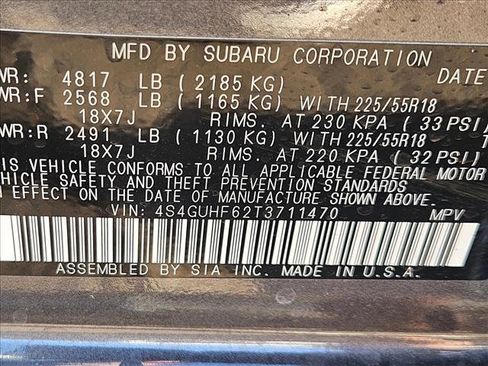 MFD BY SUBARU CORPORATION DATE
WR: 4817 LB (2185 KG)
WR:F 2568 LB (1165 KG) WITH 225/55R18
18X7J RIMS. AT 230 KPA (33 PSI)
WR:R 2491 LB (1130 KG) WITH 225/55R18 1
18X7J RIMS. AT 220 KPA (32 PSI)
IS VEHICLE CONFORMS TO ALL APPLICABLE FEDERAL MOTOR
VEHICLE SAFETY AND THEFT PREVENTION STANDARDS
N EFFECT ON THE DATE OF MANUFACTURE SHOWN ABOVE.
VIN: 4S4GUHF62T3711470 MPV
ASSEMBLED BY SIA INC. MADE IN U.S.A.